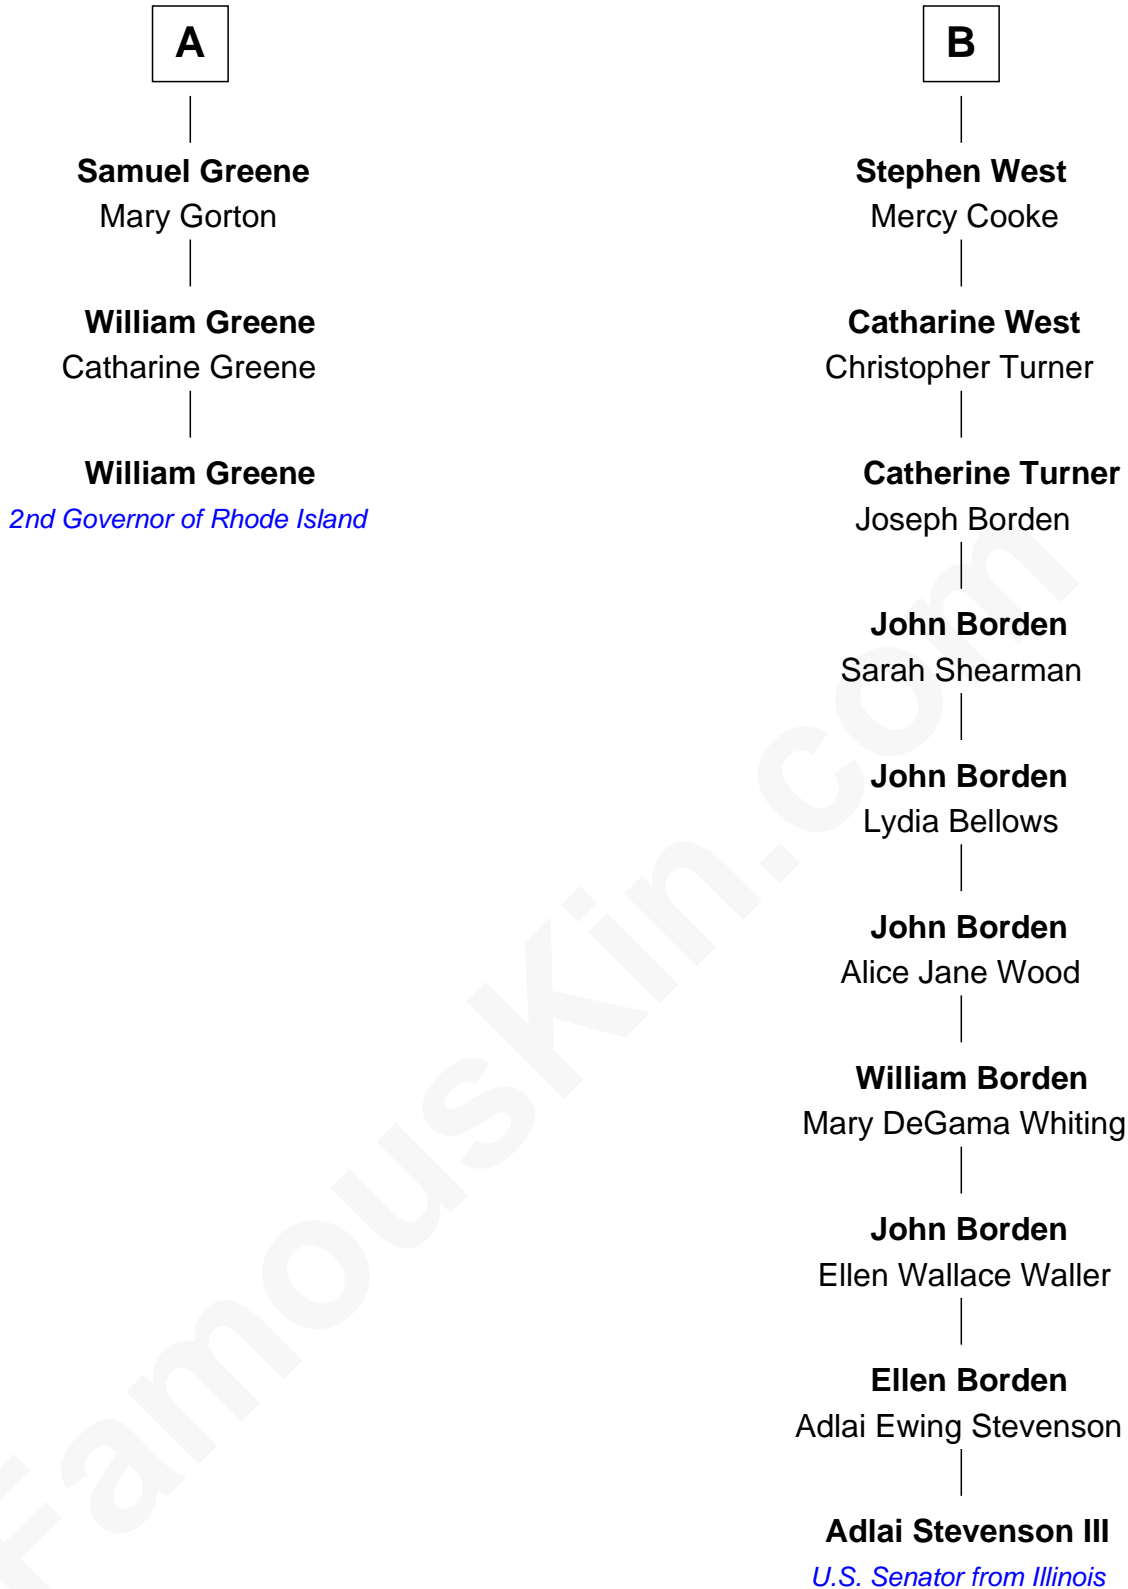 A
Samuel Greene
Mary Gorton
William Greene
Catharine Greene
William Greene
2nd Governor of Rhode Island
B
Stephen West
Mercy Cooke
Catharine West
Christopher Turner
Catherine Turner
Joseph Borden
John Borden
Sarah Shearman
John Borden
Lydia Bellows
John Borden
Alice Jane Wood
William Borden
Mary DeGama Whiting
John Borden
Ellen Wallace Waller
Ellen Borden
Adlai Ewing Stevenson
Adlai Stevenson III
U.S. Senator from Illinois
FamousKin.com